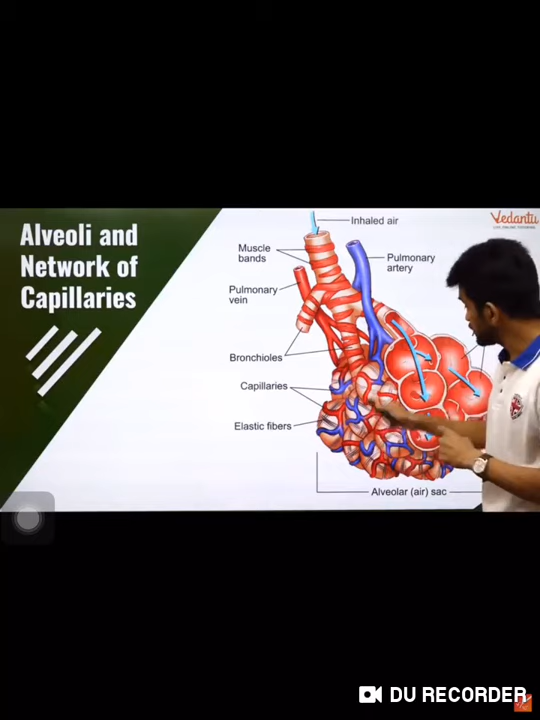 Alveoli and
Network of
Capillaries
Inhaled air
Vedantu
Muscle
bands
Pulmonary
artery
Pulmonary
vein
Bronchioles
Capillaries
Elastic fibers
Alveolar (air) sac
DU RECORDER